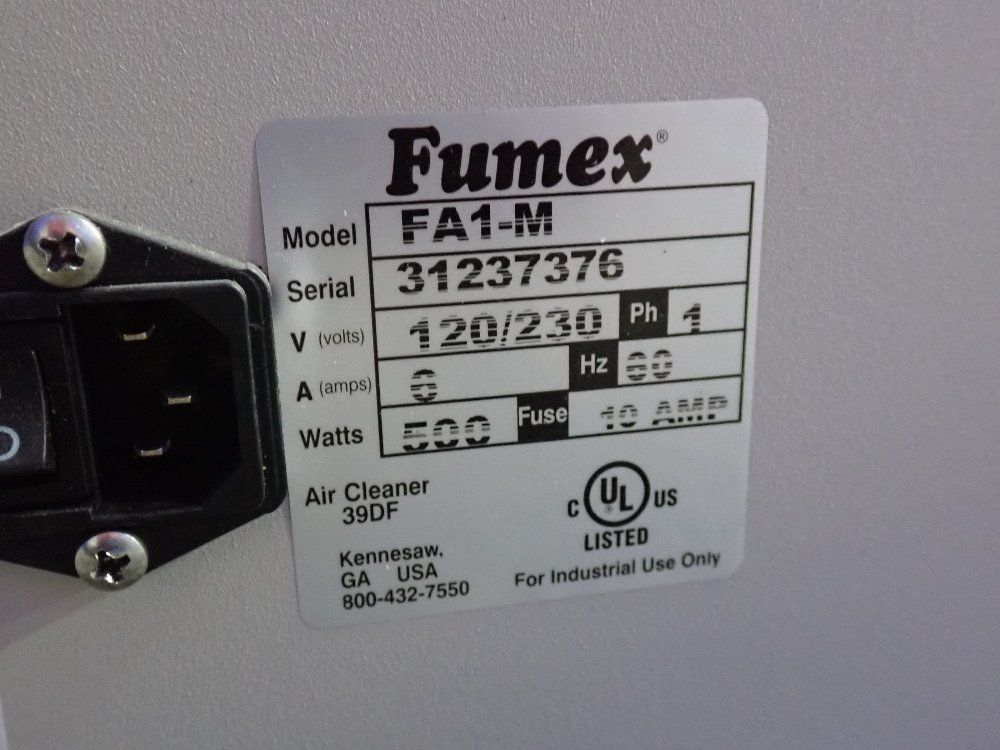 Fumex®
Model FA1-M
Serial 31237376
V (volts) 120/230 Ph 1
A (amps) 6 Hz 60
Watts 500 Fuse 10 AMP
Air Cleaner
39DF
C UL® US
LISTED
Kennesaw,
GA USA
800-432-7550
For Industrial Use Only